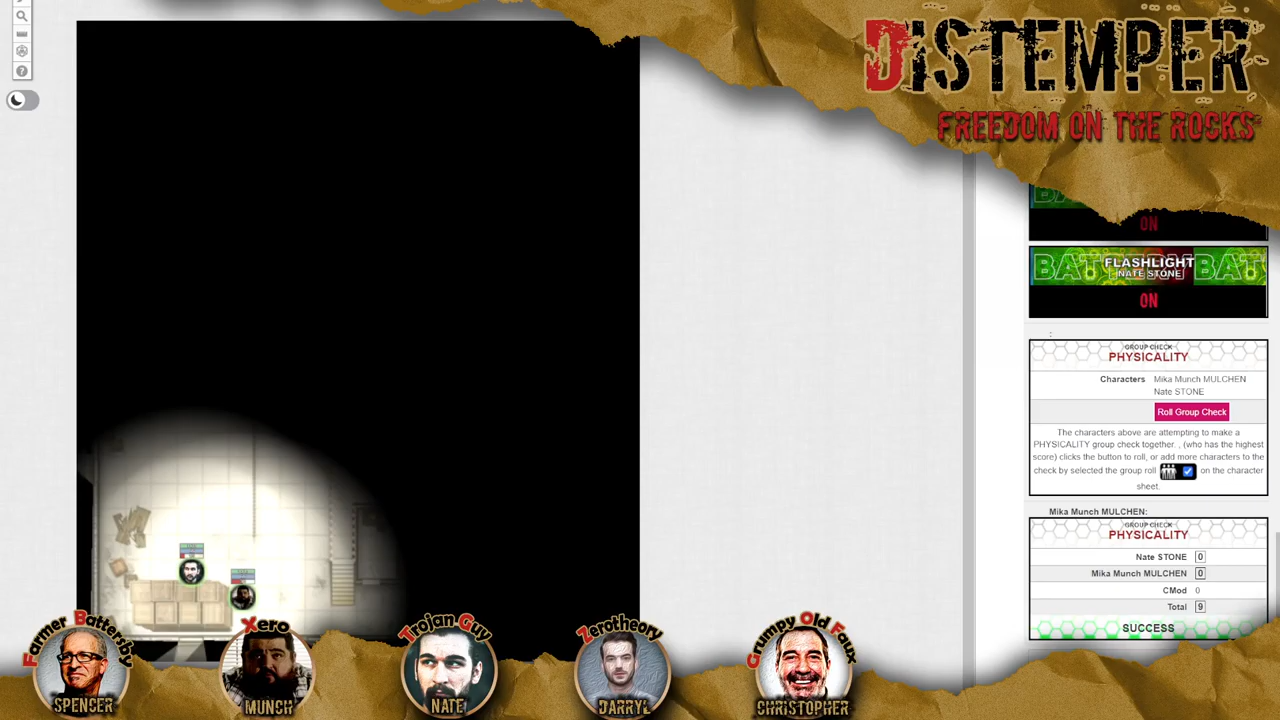 DISTEMPER
FREEDOM ON THE ROCKS
ON
BATTERY BAT
FLASHLIGHT
NATE STONE
ON
:
GROUP CHECK
PHYSICALITY
Characters Mika Munch MULCHEN
Nate STONE
Roll Group Check
The characters above are attempting to make a
PHYSICALITY group check together. , (who has the highest
score) clicks the button to roll, or add more characters to the
check by selected the group roll on the character
sheet.
Mika Munch MULCHEN:
GROUP CHECK
PHYSICALITY
Nate STONE 0
Mika Munch MULCHEN 0
CMod 0
Total 9
SUCCESS
Farmer Battersby
SPENCER
Xero
MUNCH
Trojan Guy
NATE
Zerotheory
DARRYL
Grumpy Old Faux
CHRISTOPHER